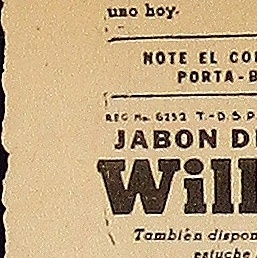 uno hoy.
NOTE EL CO
PORTA-B
REG No. 6252 T.-D.S.P
JABON D
Will
También dispon
estuche